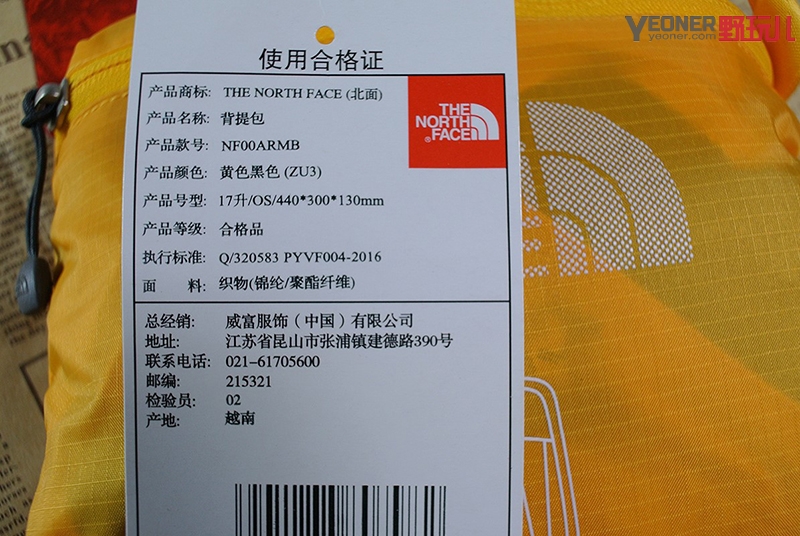 YEONER野玩儿
yeoner.com
使用合格证
产品商标: THE NORTH FACE (北面)
产品名称: 背提包
产品款号: NF00ARMB
产品颜色: 黄色黑色 (ZU3)
产品号型: 17升/OS/440*300*130mm
产品等级: 合格品
执行标准: Q/320583 PYVF004-2016
面 料: 织物(锦纶/聚酯纤维)
THE
NORTH
FACE
®
总经销: 威富服饰（中国）有限公司
地址: 江苏省昆山市张浦镇建德路390号
联系电话: 021-61705600
邮编: 215321
检验员: 02
产地: 越南